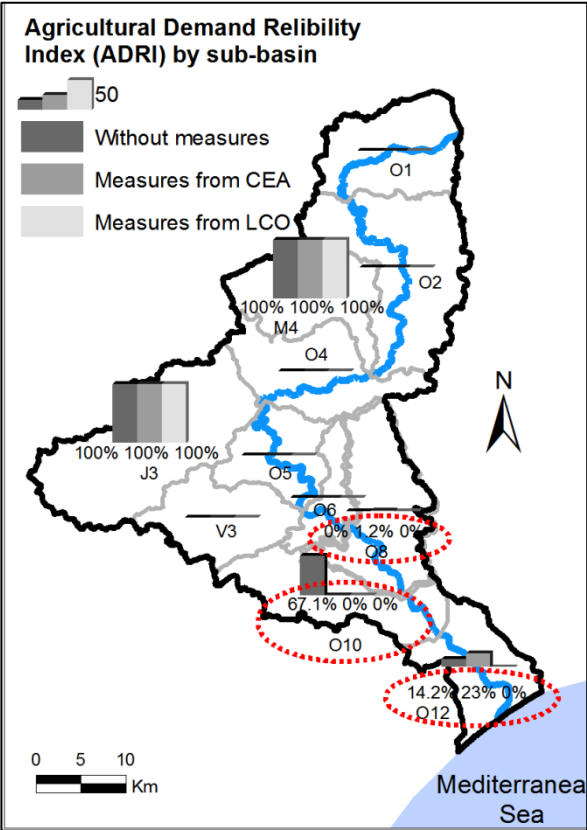 Agricultural Demand Relibility
Index (ADRI) by sub-basin
50
Without measures
Measures from CEA
Measures from LCO
O1
O2
100% 100% 100%
M4
O4
N
100% 100% 100%
J3
O5
O6
V3
0% 1.2% 0%
O8
67.1% 0% 0%
O10
14.2% 23% 0%
O12
0 5 10
Km
Mediterranea
Sea